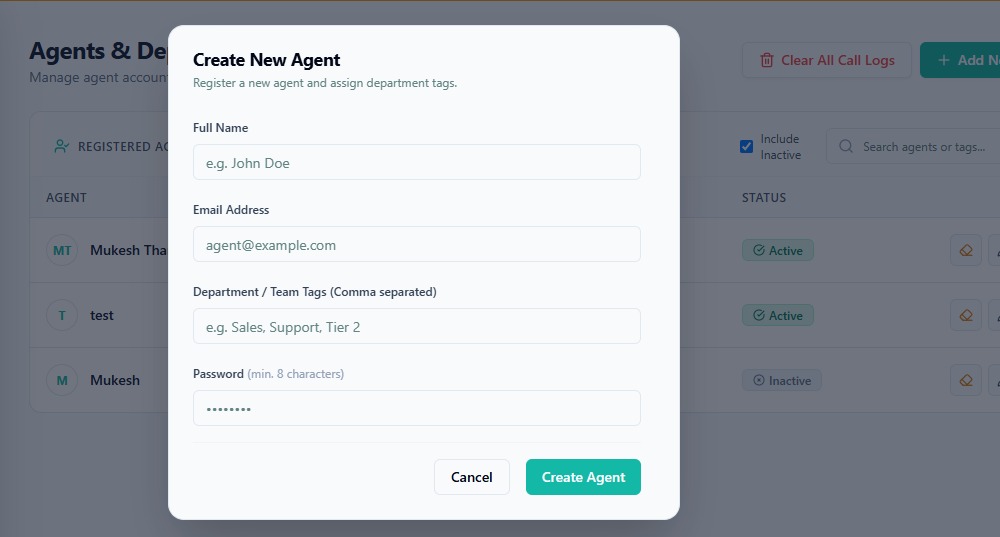 Agents & De
Manage agent accoun
Clear All Call Logs
Add N
REGISTERED AG
Include
Inactive
Search agents or tags...
AGENT
STATUS
MT
Mukesh Tha
Active
T
test
Active
M
Mukesh
Inactive
Create New Agent
Register a new agent and assign department tags.
Full Name
e.g. John Doe
Email Address
agent@example.com
Department / Team Tags (Comma separated)
e.g. Sales, Support, Tier 2
Password (min. 8 characters)
••••••••
Cancel
Create Agent